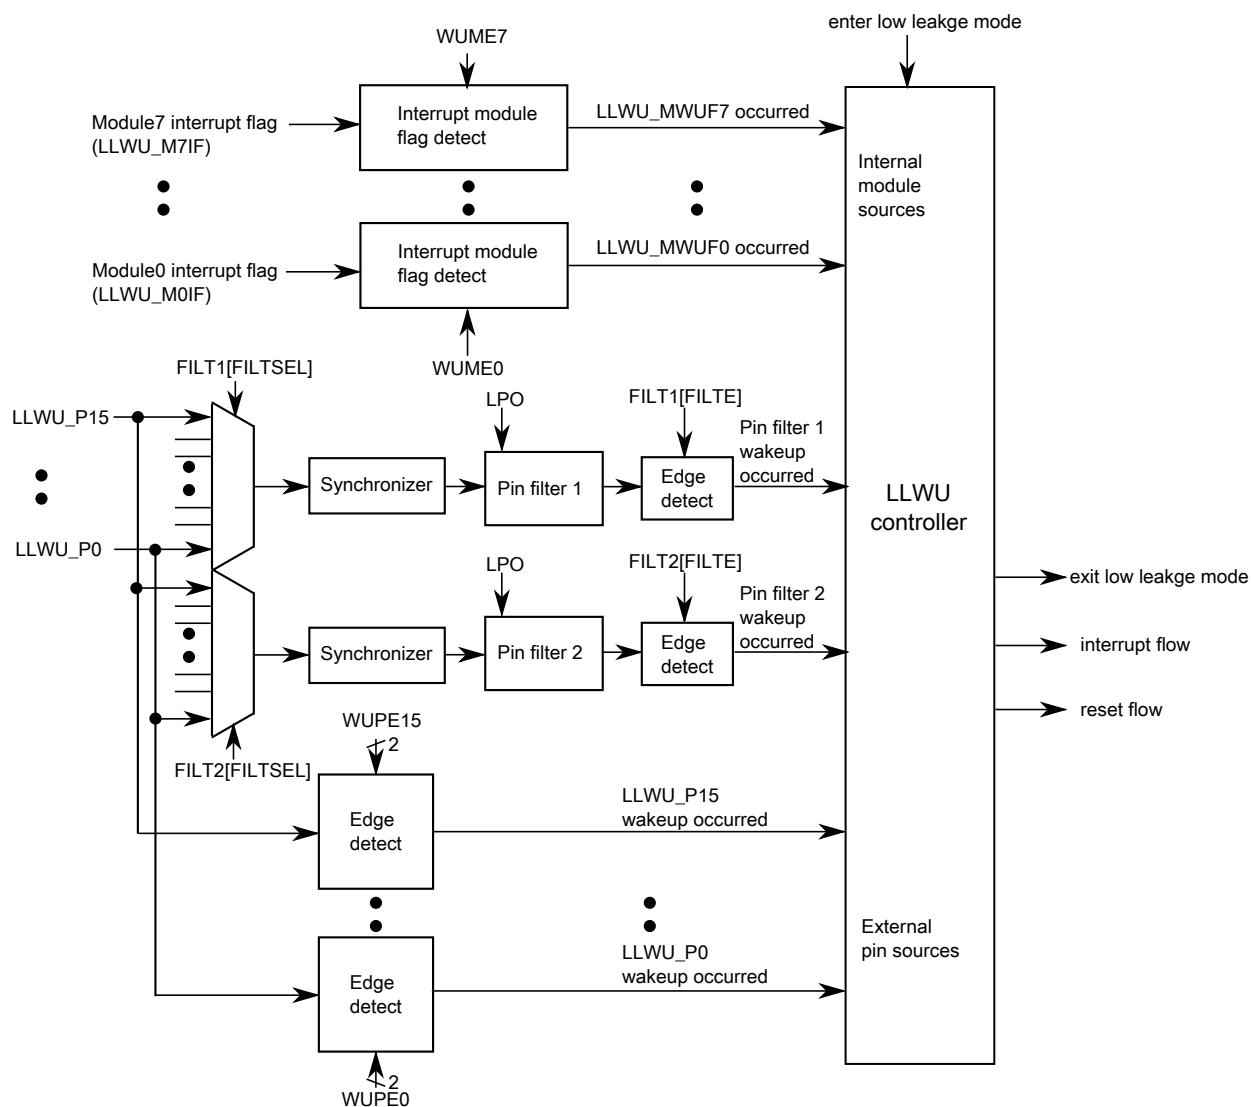 enter low leakge mode
WUME7
Interrupt module
flag detect
LLWU_MWUF7 occurred
Module7 interrupt flag
(LLWU_M7IF)
Internal
module
sources
Interrupt module
flag detect
LLWU_MWUF0 occurred
Module0 interrupt flag
(LLWU_M0IF)
WUME0
FILT1[FILTSEL]
LLWU_P15
LPO
FILT1[FILTE]
Pin filter 1
wakeup
occurred
Synchronizer
Pin filter 1
Edge
detect
LLWU
controller
LLWU_P0
LPO
FILT2[FILTE]
Pin filter 2
wakeup
occurred
exit low leakge mode
Synchronizer
Pin filter 2
Edge
detect
interrupt flow
reset flow
WUPE15
2
FILT2[FILTSEL]
Edge
detect
LLWU_P15
wakeup occurred
External
pin sources
LLWU_P0
wakeup occurred
Edge
detect
2
WUPE0